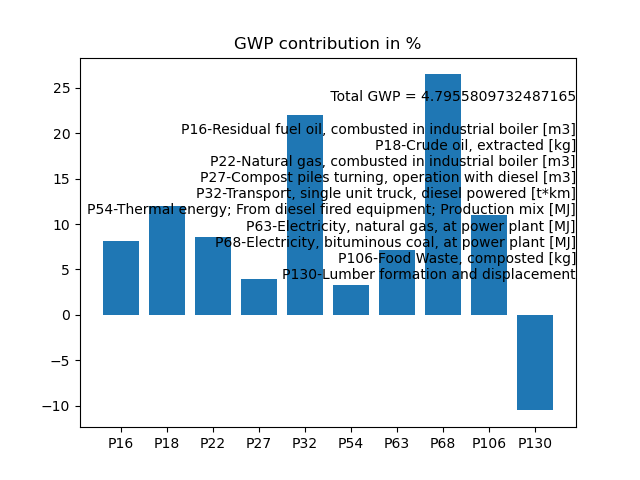 GWP contribution in %
25
20
15
10
5
0
−5
−10
Total GWP = 4.7955809732487165
P16-Residual fuel oil, combusted in industrial boiler [m3]
P18-Crude oil, extracted [kg]
P22-Natural gas, combusted in industrial boiler [m3]
P27-Compost piles turning, operation with diesel [m3]
P32-Transport, single unit truck, diesel powered [t*km]
P54-Thermal energy; From diesel fired equipment; Production mix [MJ]
P63-Electricity, natural gas, at power plant [MJ]
P68-Electricity, bituminous coal, at power plant [MJ]
P106-Food Waste, composted [kg]
P130-Lumber formation and displacement
P16 P18 P22 P27 P32 P54 P63 P68 P106 P130